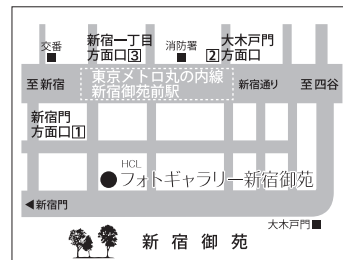 交番
新宿一丁目
方面口3
消防署
2
大木戸門
方面口
至新宿
東京メトロ丸の内線
新宿御苑前駅
新宿通り
至四谷
新宿門
方面口1
HCL
フォトギャラリー新宿御苑
新宿門
大木戸門
新宿御苑